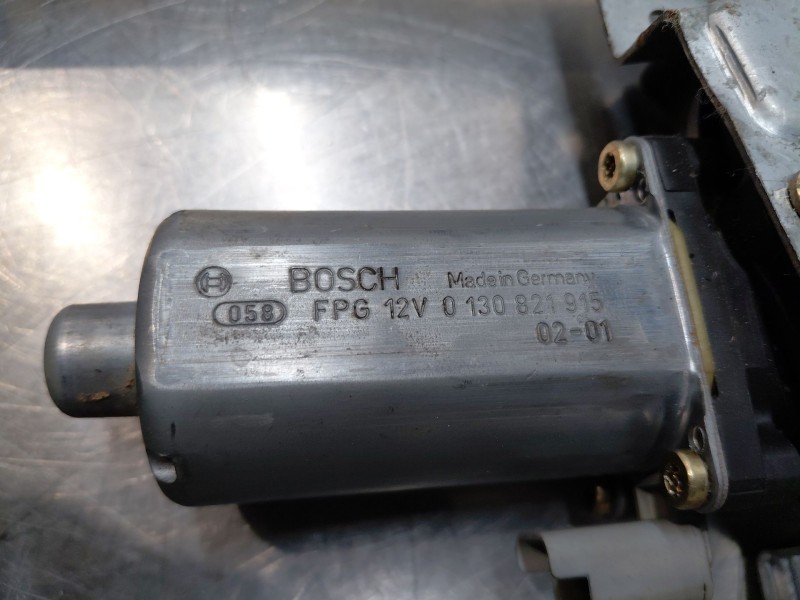 BOSCH Made in Germany
058 FPG 12V 0 130 821 915
02-01